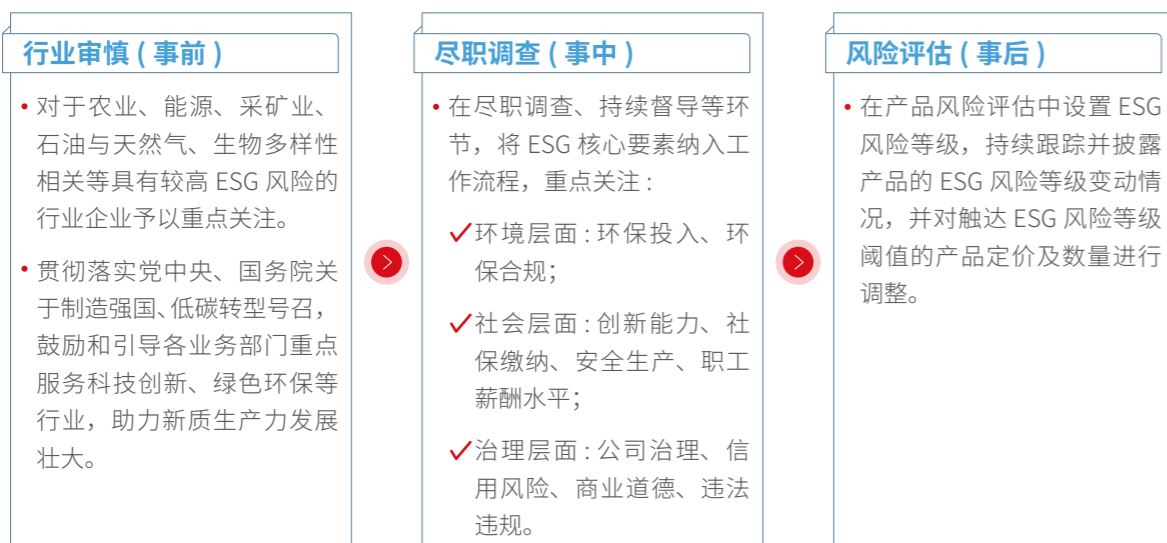 行业审慎 ( 事前 )
• 对于农业、能源、采矿业、
石油与天然气、生物多样性
相关等具有较高 ESG 风险的
行业企业予以重点关注。
• 贯彻落实党中央、国务院关
于制造强国、低碳转型号召，
鼓励和引导各业务部门重点
服务科技创新、绿色环保等
行业，助力新质生产力发展
壮大。
尽职调查 ( 事中 )
• 在尽职调查、持续督导等环
节，将 ESG 核心要素纳入工
作流程，重点关注 :
✓环境层面 : 环保投入、环
保合规；
✓社会层面 : 创新能力、社
保缴纳、安全生产、职工
薪酬水平；
✓治理层面 : 公司治理、信
用风险、商业道德、违法
违规。
风险评估 ( 事后 )
• 在产品风险评估中设置 ESG
风险等级，持续跟踪并披露
产品的 ESG 风险等级变动情
况，并对触达 ESG 风险等级
阈值的产品定价及数量进行
调整。